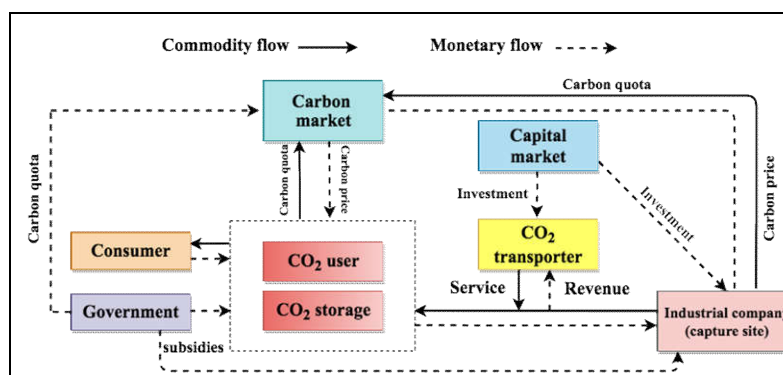 Commodity flow
Monetary flow
Carbon quota
Carbon
market
Capital
market
Carbon quota
Carbon quota
Carbon price
Investment
Investment
Carbon price
Consumer
CO₂ user
CO₂
transporter
Government
CO₂ storage
Service
Revenue
Industrial company
(capture site)
subsidies